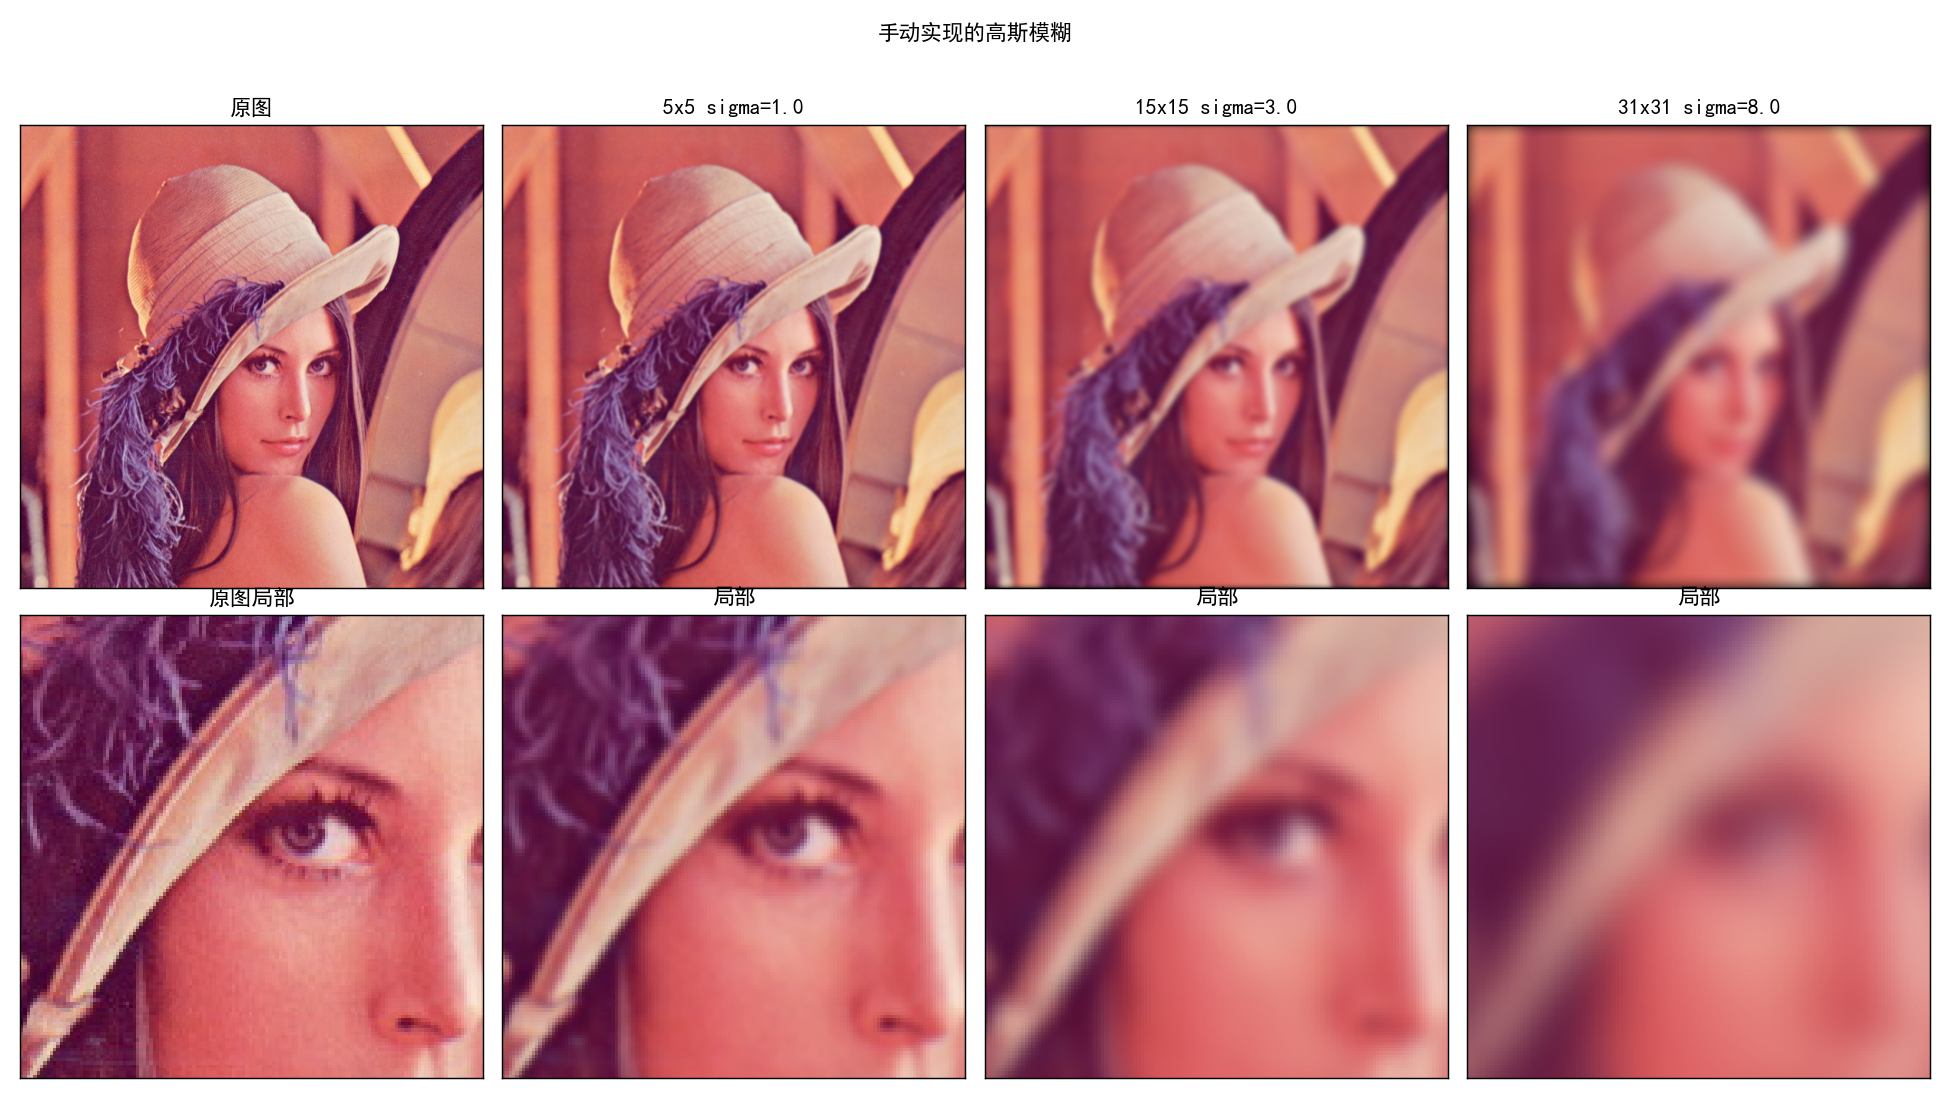 手动实现的高斯模糊
原图
5x5 sigma=1.0
15x15 sigma=3.0
31x31 sigma=8.0
原图局部
局部
局部
局部